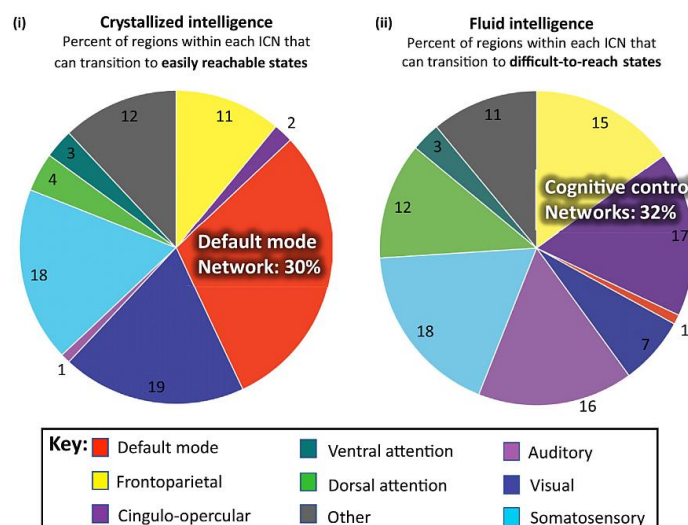 (i) Crystallized intelligence
Percent of regions within each ICN that
can transition to easily reachable states
12
11
2
3
4
Default mode
Network: 30%
18
1
19
(ii) Fluid intelligence
Percent of regions within each ICN that
can transition to difficult-to-reach states
11
15
3
Cognitive contro
Networks: 32%
12
17
18
1
7
16
Key:
Default mode
Ventral attention
Auditory
Frontoparietal
Dorsal attention
Visual
Cingulo-opercular
Other
Somatosensory